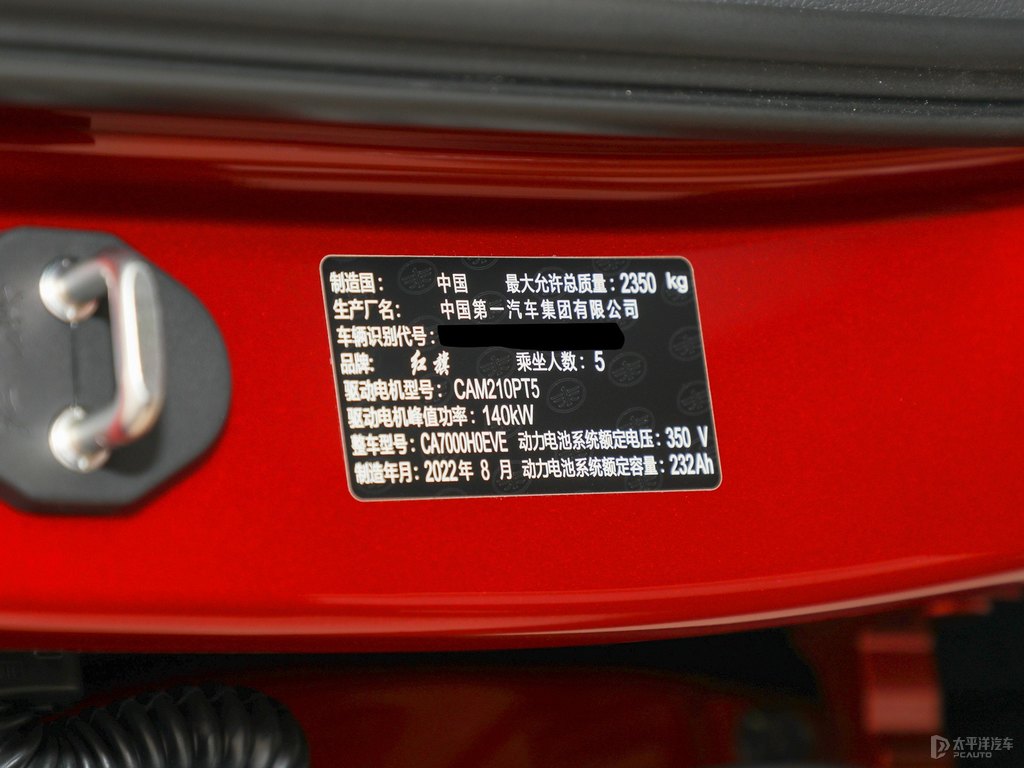 制造国： 中国 最大允许总质量：2350 kg
生产厂名： 中国第一汽车集团有限公司
车辆识别代号：
品牌: 红旗 乘坐人数：5
驱动电机型号： CAM210PT5
驱动电机峰值功率：140kW
整车型号：CA7000H0EVE 动力电池系统额定电压：350 V
制造年月：2022年 8 月 动力电池系统额定容量：232Ah
太平洋汽车
PCAUTO